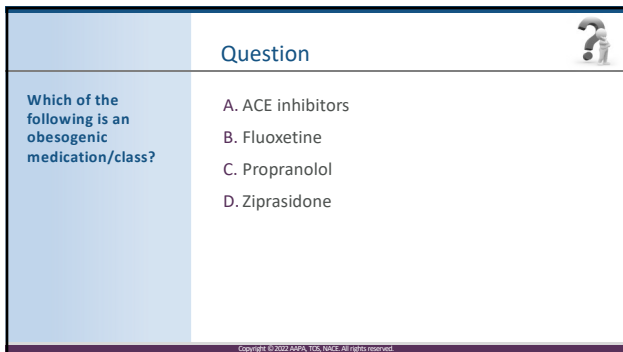 Question
Which of the
following is an
obesogenic
medication/class?
A. ACE inhibitors
B. Fluoxetine
C. Propranolol
D. Ziprasidone
Copyright © 2022 AAPA, TOS, NACE. All rights reserved.